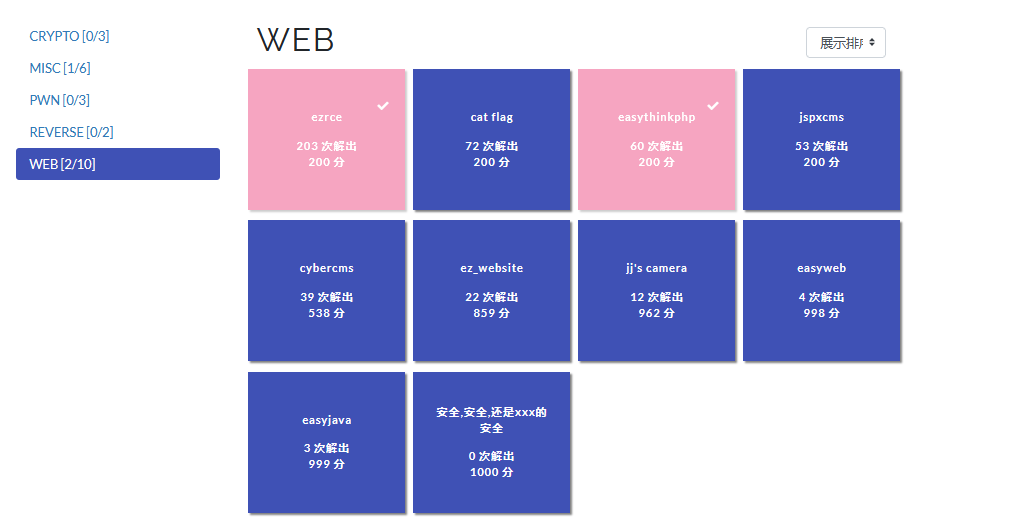 CRYPTO [0/3]
MISC [1/6]
PWN [0/3]
REVERSE [0/2]
WEB [2/10]
WEB
展示排
ezrce
203 次解出
200 分
cat flag
72 次解出
200 分
easythinkphp
60 次解出
200 分
jspxcms
53 次解出
200 分
cybercms
39 次解出
538 分
ez_website
22 次解出
859 分
jj's camera
12 次解出
962 分
easyweb
4 次解出
998 分
easyjava
3 次解出
999 分
安全,安全,还是xxx的
安全
0 次解出
1000 分